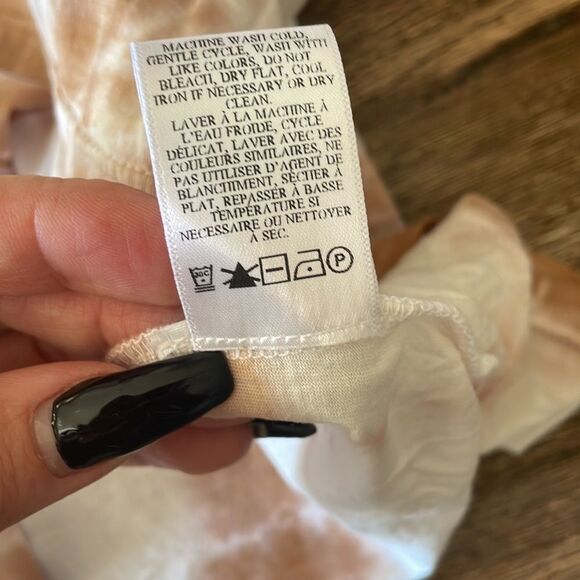 MACHINE WASH COLD,
GENTLE CYCLE, WASH WITH
LIKE COLORS, DO NOT
BLEACH, DRY FLAT, COOL
IRON IF NECESSARY OR DRY
CLEAN.
LAVER À LA MACHINE À
L'EAU FROIDE, CYCLE
DÉLICAT, LAVER AVEC DES
COULEURS SIMILAIRES, NE
PAS UTILISER D'AGENT DE
BLANCHIMENT, SÉCHER À
PLAT, REPASSER À BASSE
TEMPÉRATURE SI
NECESSAIRE OU NETTOYER
À SEC.
P